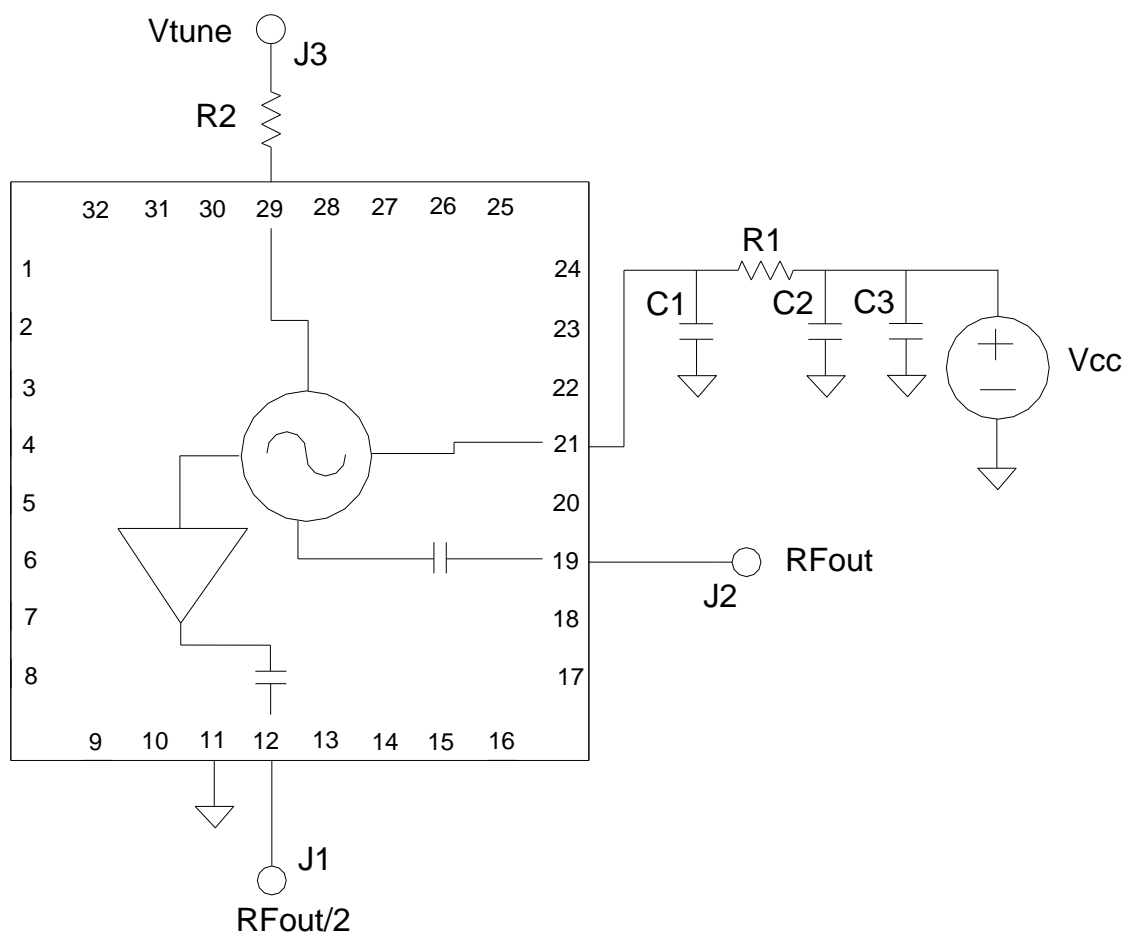 Vtune
J3
R2
32 31 30 29 28 27 26 25
R1
1 24
C1 C2 C3
2 23
Vcc
3 22
4 21
5 20
6 19 RFout
J2
7 18
8 17
9 10 11 12 13 14 15 16
J1
RFout/2